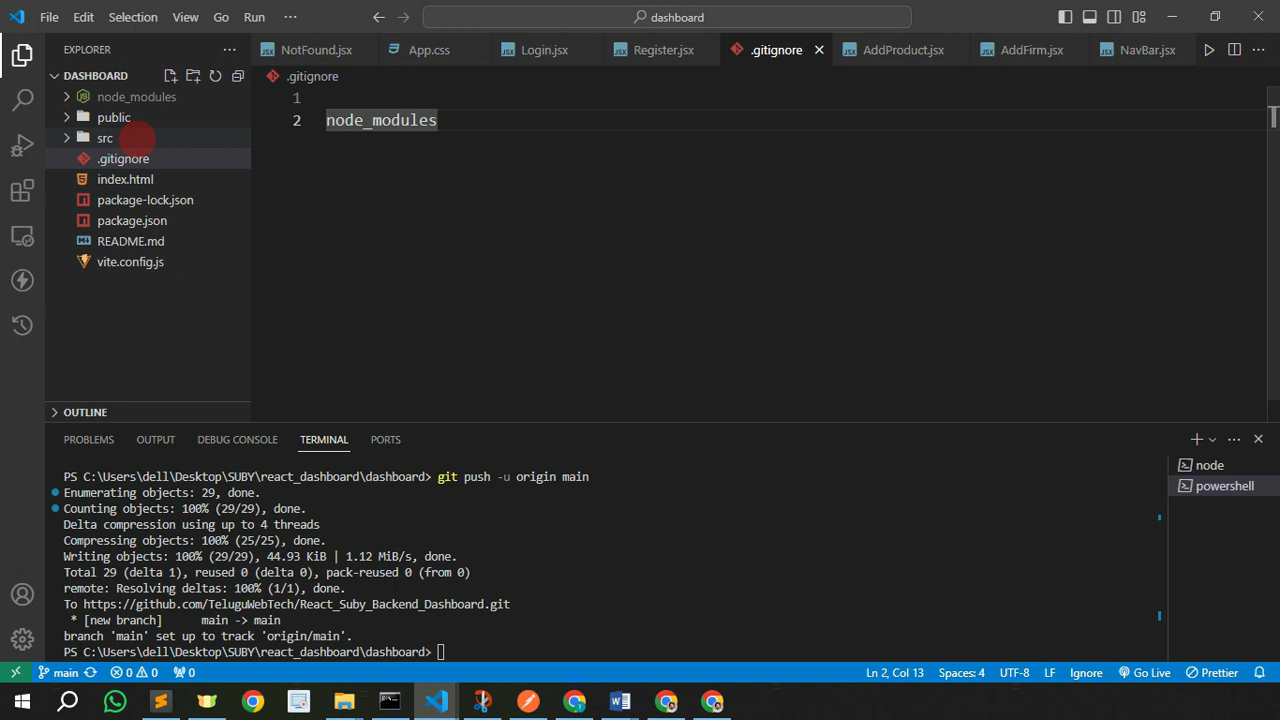 File Edit Selection View Go Run ··· dashboard
EXPLORER ···
DASHBOARD
node_modules
public
src
.gitignore
index.html
package-lock.json
package.json
README.md
vite.config.js
OUTLINE
NotFound.jsx App.css Login.jsx Register.jsx .gitignore AddProduct.jsx AddFirm.jsx NavBar.jsx ···
.gitignore
1
2 node_modules
PROBLEMS OUTPUT DEBUG CONSOLE TERMINAL PORTS
PS C:\Users\dell\Desktop\SUBY\react_dashboard\dashboard> git push -u origin main
Enumerating objects: 29, done.
Counting objects: 100% (29/29), done.
Delta compression using up to 4 threads
Compressing objects: 100% (25/25), done.
Writing objects: 100% (29/29), 44.93 KiB | 1.12 MiB/s, done.
Total 29 (delta 1), reused 0 (delta 0), pack-reused 0 (from 0)
remote: Resolving deltas: 100% (1/1), done.
To https://github.com/TeluguWebTech/React_Suby_Backend_Dashboard.git
* [new branch] main -> main
branch 'main' set up to track 'origin/main'.
PS C:\Users\dell\Desktop\SUBY\react_dashboard\dashboard>
node
powershell
main 0 0 0 Ln 2, Col 13 Spaces: 4 UTF-8 LF Ignore Go Live Prettier